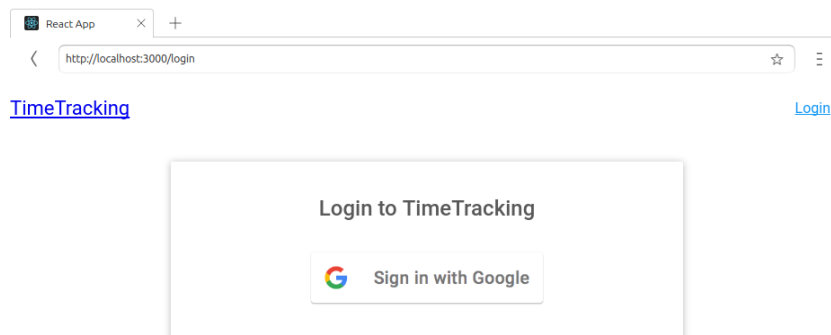 React App
http://localhost:3000/login
TimeTracking
Login
Login to TimeTracking
Sign in with Google